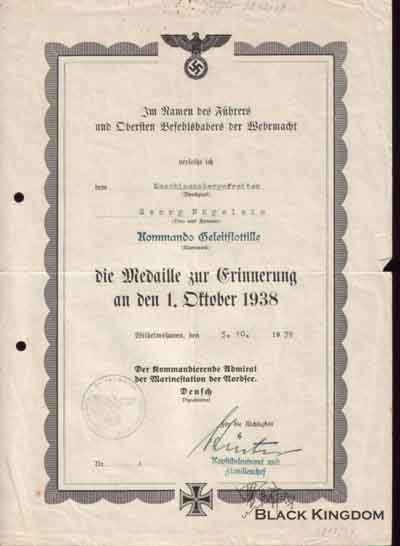 Im Namen des Führers
und Obersten Befehlshabers der Wehrmacht
verleihe ich
dem Maschinenobergefreiten
(Dienstgrad)
Georg Nägelein
(Vor- und Zuname)
Kommando Geleitflottille
die Medaille zur Erinnerung
an den 1. Oktober 1938
Wilhelmshaven, den 3. 10. 1939
Der Kommandierende Admiral
der Marinestation der Nordsee.
Densch
Für die Richtigkeit
Kapitänleutnant und
Nr.
BLACK KINGDOM